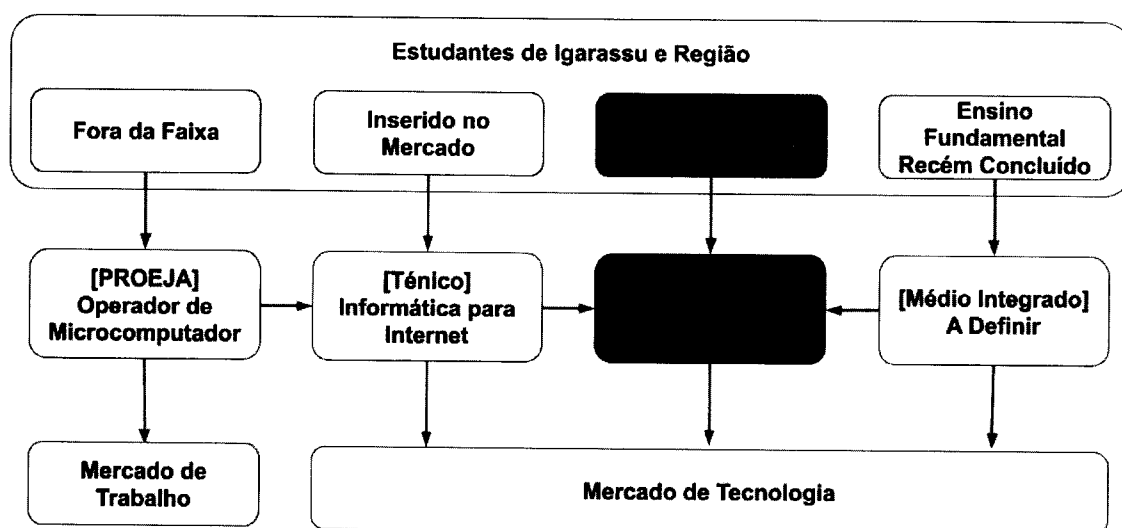 Estudantes de Igarassu e Região
Fora da Faixa
Inserido no
Mercado
Ensino
Fundamental
Recém Concluído
[PROEJA]
Operador de
Microcomputador
[Ténico]
Informática para
Internet
[Médio Integrado]
A Definir
Mercado de
Trabalho
Mercado de Tecnologia